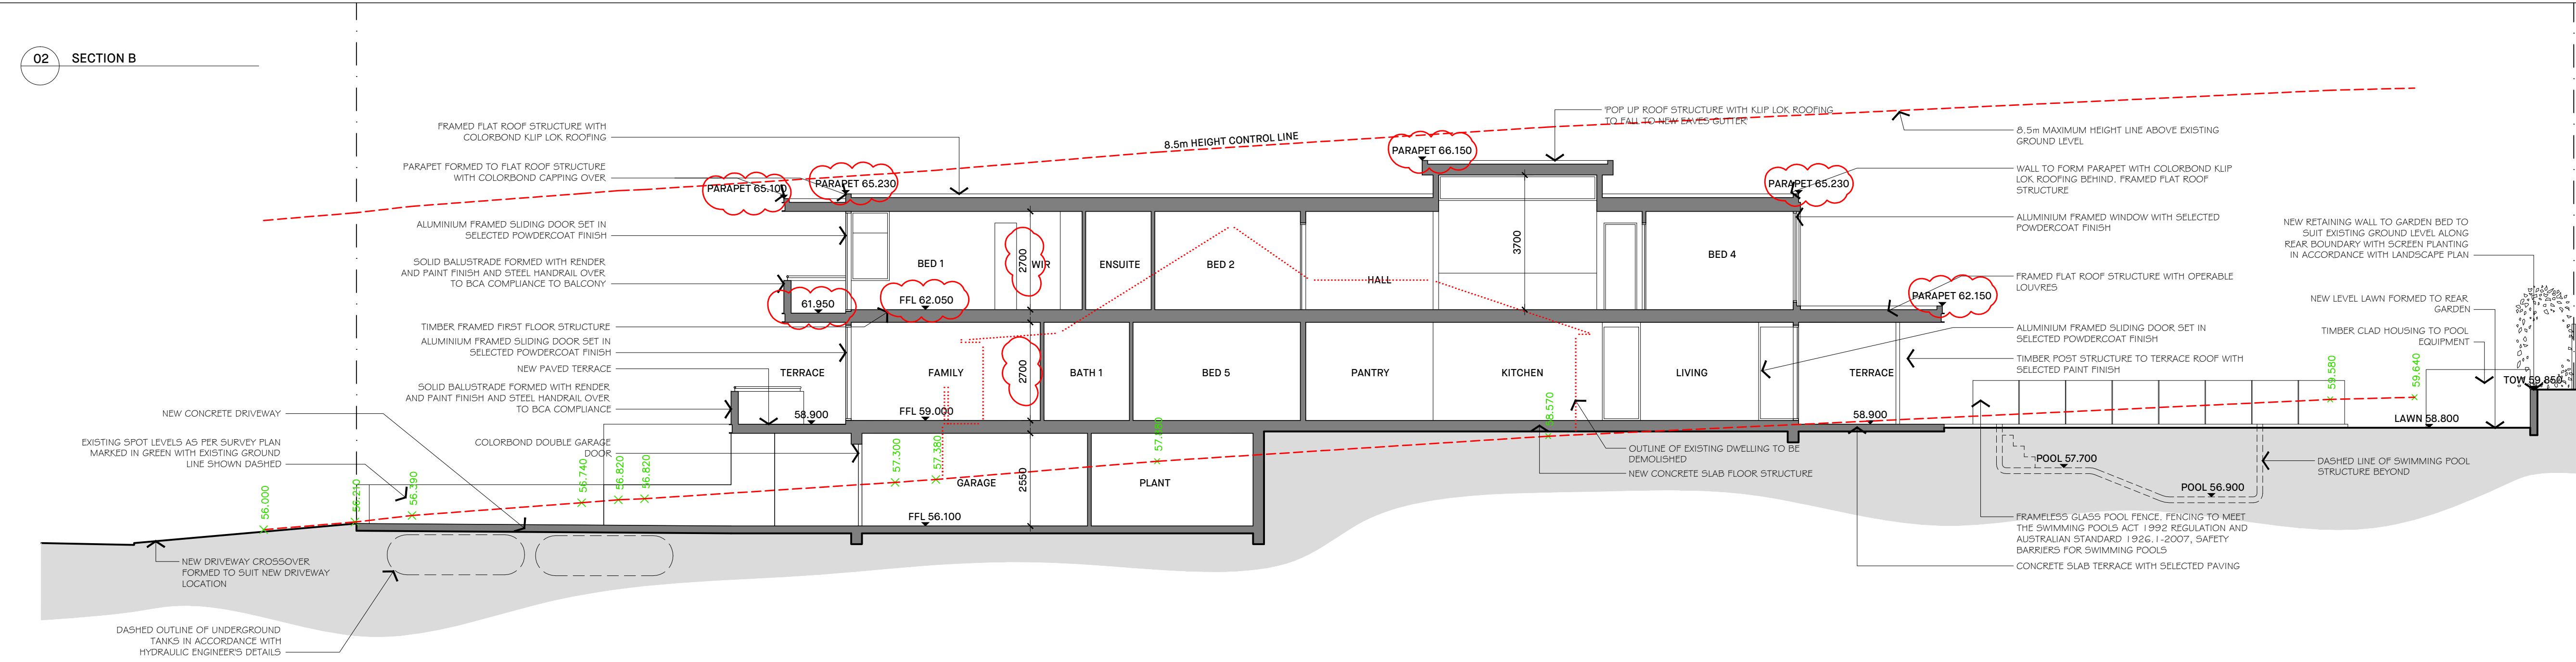 02 SECTION B
FRAMED FLAT ROOF STRUCTURE WITH
COLORBOND KLIP LOK ROOFING
PARAPET FORMED TO FLAT ROOF STRUCTURE
WITH COLORBOND CAPPING OVER
ALUMINIUM FRAMED SLIDING DOOR SET IN
SELECTED POWDERCOAT FINISH
SOLID BALUSTRADE FORMED WITH RENDER
AND PAINT FINISH AND STEEL HANDRAIL OVER
TO BCA COMPLIANCE TO BALCONY
TIMBER FRAMED FIRST FLOOR STRUCTURE
ALUMINIUM FRAMED SLIDING DOOR SET IN
SELECTED POWDERCOAT FINISH
NEW PAVED TERRACE
SOLID BALUSTRADE FORMED WITH RENDER
AND PAINT FINISH AND STEEL HANDRAIL OVER
TO BCA COMPLIANCE
NEW CONCRETE DRIVEWAY
EXISTING SPOT LEVELS AS PER SURVEY PLAN
MARKED IN GREEN WITH EXISTING GROUND
LINE SHOWN DASHED
COLORBOND DOUBLE GARAGE
DOOR
NEW DRIVEWAY CROSSOVER
FORMED TO SUIT NEW DRIVEWAY
LOCATION
DASHED OUTLINE OF UNDERGROUND
TANKS IN ACCORDANCE WITH
HYDRAULIC ENGINEER'S DETAILS
56.000
56.210
56.390
56.740
56.820
56.820
57.300
57.380
57.880
58.570
59.580
59.640
8.5m HEIGHT CONTROL LINE
PARAPET 65.100
PARAPET 65.230
PARAPET 66.150
PARAPET 65.230
PARAPET 62.150
BED 1
2700
WIR
ENSUITE
BED 2
HALL
3700
BED 4
61.950
FFL 62.050
TERRACE
FAMILY
2700
BATH 1
BED 5
PANTRY
KITCHEN
LIVING
TERRACE
58.900
FFL 59.000
58.900
GARAGE
2550
PLANT
FFL 56.100
'POP UP ROOF STRUCTURE WITH KLIP LOK ROOFING
TO FALL TO NEW EAVES GUTTER
8.5m MAXIMUM HEIGHT LINE ABOVE EXISTING
GROUND LEVEL
WALL TO FORM PARAPET WITH COLORBOND KLIP
LOK ROOFING BEHIND. FRAMED FLAT ROOF
STRUCTURE
ALUMINIUM FRAMED WINDOW WITH SELECTED
POWDERCOAT FINISH
FRAMED FLAT ROOF STRUCTURE WITH OPERABLE
LOUVRES
ALUMINIUM FRAMED SLIDING DOOR SET IN
SELECTED POWDERCOAT FINISH
TIMBER POST STRUCTURE TO TERRACE ROOF WITH
SELECTED PAINT FINISH
OUTLINE OF EXISTING DWELLING TO BE
DEMOLISHED
NEW CONCRETE SLAB FLOOR STRUCTURE
NEW RETAINING WALL TO GARDEN BED TO
SUIT EXISTING GROUND LEVEL ALONG
REAR BOUNDARY WITH SCREEN PLANTING
IN ACCORDANCE WITH LANDSCAPE PLAN
NEW LEVEL LAWN FORMED TO REAR
GARDEN
TIMBER CLAD HOUSING TO POOL
EQUIPMENT
TOW 59.850
LAWN 58.800
POOL 57.700
POOL 56.900
DASHED LINE OF SWIMMING POOL
STRUCTURE BEYOND
FRAMELESS GLASS POOL FENCE. FENCING TO MEET
THE SWIMMING POOLS ACT 1992 REGULATION AND
AUSTRALIAN STANDARD 1926.1-2007, SAFETY
BARRIERS FOR SWIMMING POOLS
CONCRETE SLAB TERRACE WITH SELECTED PAVING